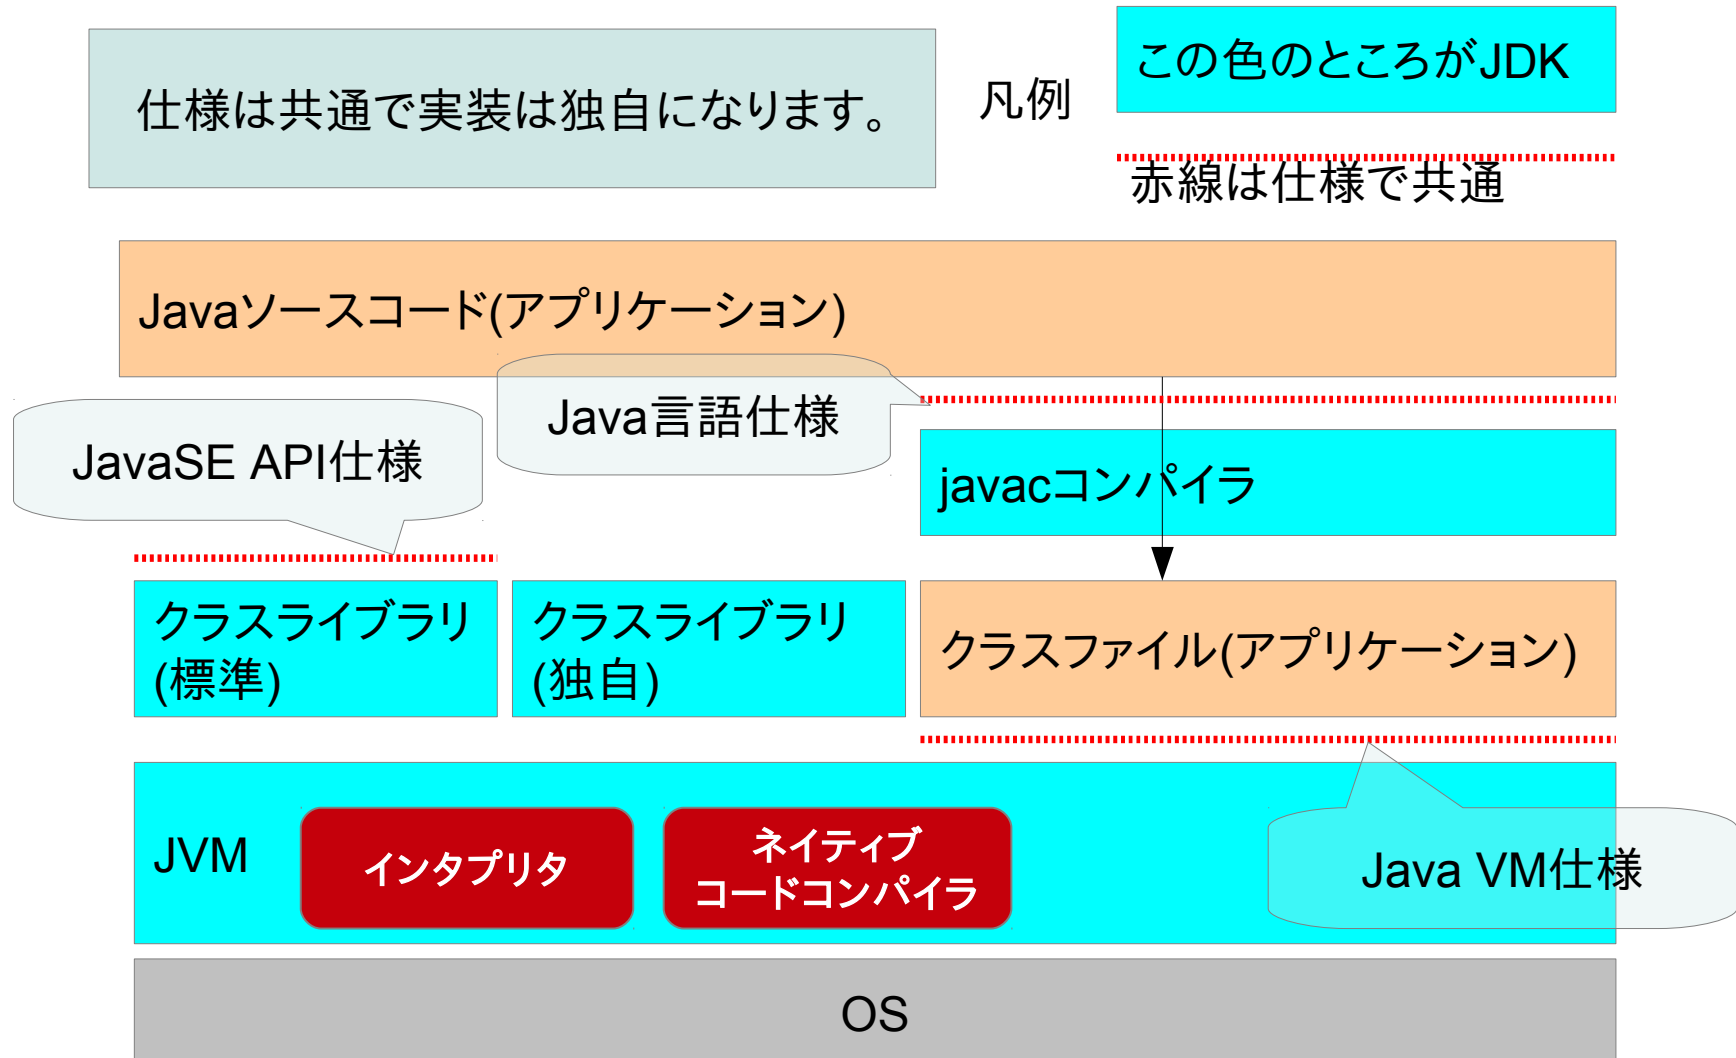 仕様は共通で実装は独自になります。
凡例
この色のところがJDK
赤線は仕様で共通
Javaソースコード(アプリケーション)
Java言語仕様
JavaSE API仕様
javacコンパイラ
クラスライブラリ
(標準)
クラスライブラリ
(独自)
クラスファイル(アプリケーション)
JVM
インタプリタ
ネイティブ
コードコンパイラ
Java VM仕様
OS